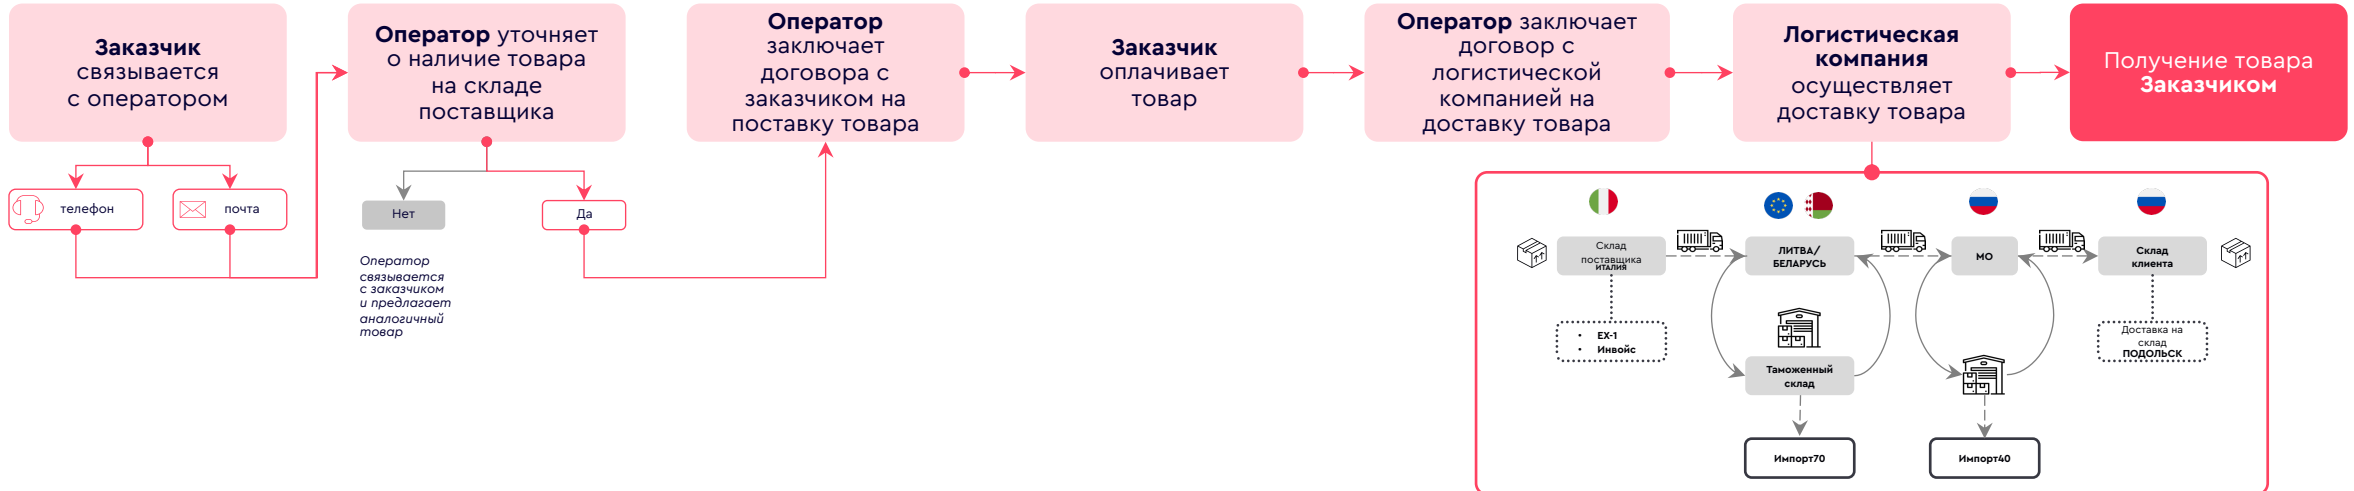 Заказчик
связывается
с оператором
телефон
почта
Оператор уточняет
о наличие товара
на складе
поставщика
Нет
Да
Оператор
связывается
с заказчиком
и предлагает
аналогичный
товар
Оператор
заключает
договора с
заказчиком на
поставку товара
Заказчик
оплачивает
товар
Оператор заключает
договор с
логистической
компанией на
доставку товара
Логистическая
компания
осуществляет
доставку товара
Получение товара
Заказчиком
Склад
поставщика
ИТАЛИЯ
• EX-1
• Инвойс
ЛИТВА/
БЕЛАРУСЬ
Таможенный
склад
Импорт70
МО
Импорт40
Склад
клиента
Доставка на
склад
ПОДОЛЬСК